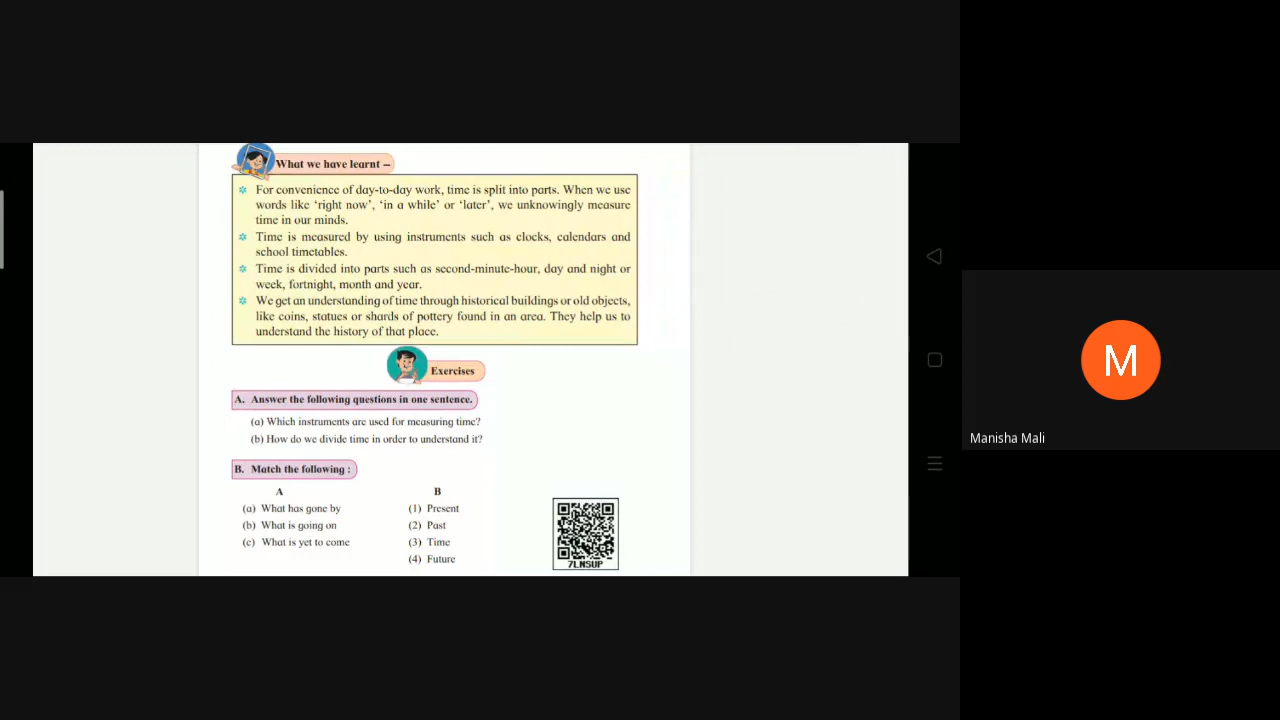 What we have learnt –
For convenience of day-to-day work, time is split into parts. When we use
words like ‘right now’, ‘in a while’ or ‘later’, we unknowingly measure
time in our minds.
Time is measured by using instruments such as clocks, calendars and
school timetables.
Time is divided into parts such as second-minute-hour, day and night or
week, fortnight, month and year.
We get an understanding of time through historical buildings or old objects,
like coins, statues or shards of pottery found in an area. They help us to
understand the history of that place.
Exercises
A. Answer the following questions in one sentence.
(a) Which instruments are used for measuring time?
(b) How do we divide time in order to understand it?
B. Match the following :
A B
(a) What has gone by (1) Present
(b) What is going on (2) Past
(c) What is yet to come (3) Time
(4) Future
7LNSUP
M
Manisha Mali